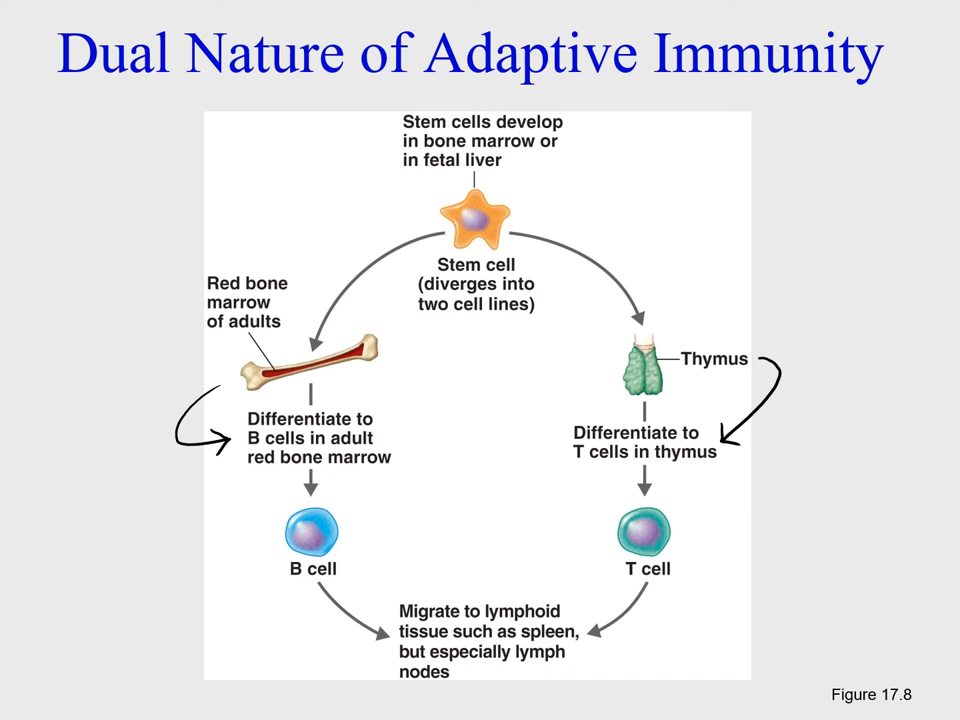 Dual Nature of Adaptive Immunity
Stem cells develop
in bone marrow or
in fetal liver
Stem cell
(diverges into
two cell lines)
Red bone
marrow
of adults
Thymus
Differentiate to
B cells in adult
red bone marrow
Differentiate to
T cells in thymus
B cell
T cell
Migrate to lymphoid
tissue such as spleen,
but especially lymph
nodes
Figure 17.8